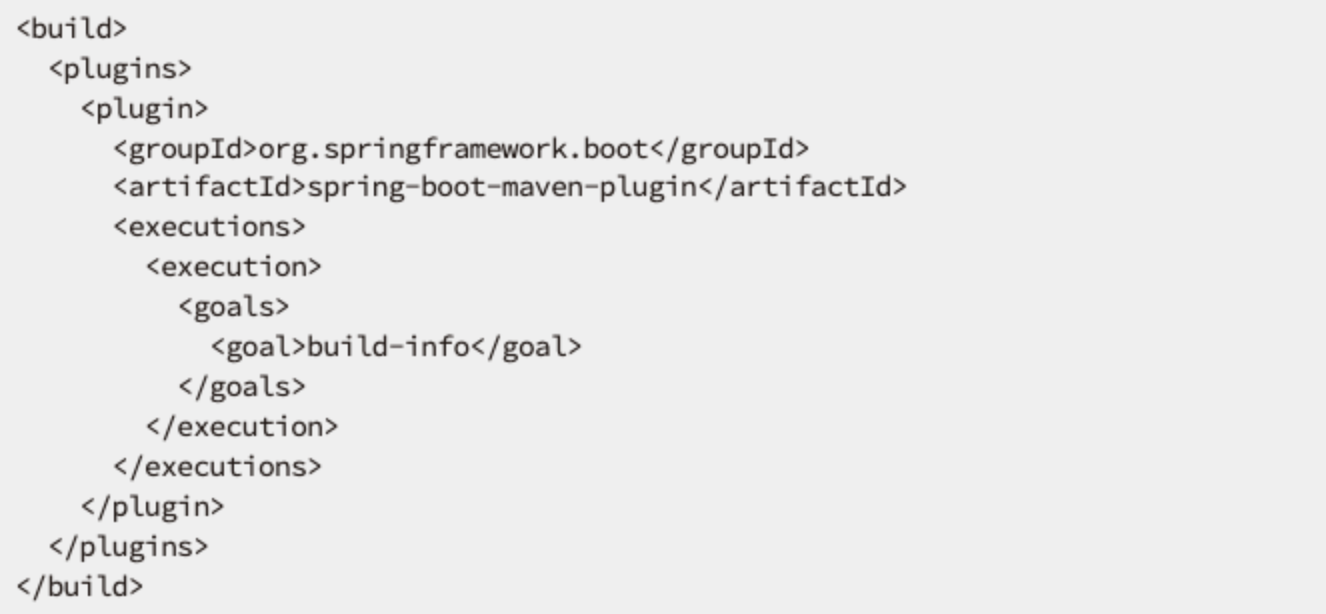 <build>
  <plugins>
    <plugin>
      <groupId>org.springframework.boot</groupId>
      <artifactId>spring-boot-maven-plugin</artifactId>
      <executions>
        <execution>
          <goals>
            <goal>build-info</goal>
          </goals>
        </execution>
      </executions>
    </plugin>
  </plugins>
</build>